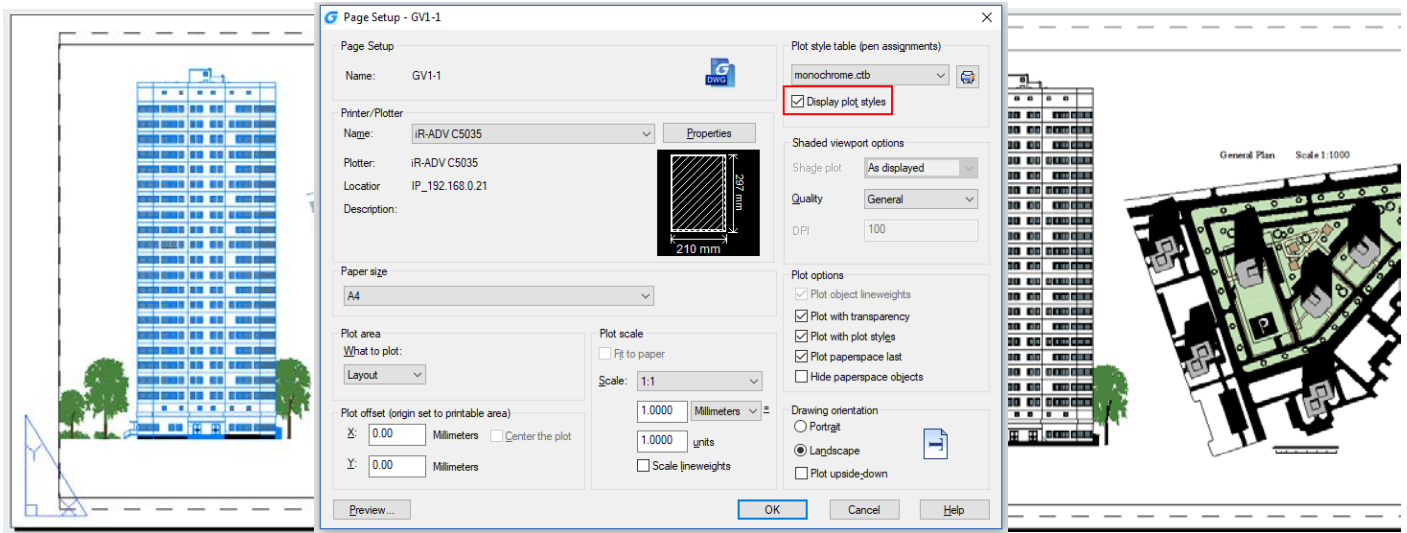 Page Setup - GV1-1
Page Setup
Name: GV1-1
DWG
Printer/Plotter
Name: iR-ADV C5035
Properties
Plotter: iR-ADV C5035
Locatior IP_192.168.0.21
Description:
297 mm
210 mm
Paper size
A4
Plot area
What to plot:
Layout
Plot offset (origin set to printable area)
X: 0.00 Millimeters Center the plot
Y: 0.00 Millimeters
Plot scale
Fit to paper
Scale: 1:1
1.0000 Millimeters =
1.0000 units
Scale lineweights
Plot style table (pen assignments)
monochrome.ctb
Display plot styles
Shaded viewport options
Shade plot As displayed
Quality General
DPI 100
Plot options
Plot object lineweights
Plot with transparency
Plot with plot styles
Plot paperspace last
Hide paperspace objects
Drawing orientation
Portrait
Landscape
Plot upside-down
Preview...
OK Cancel Help
General Plan Scale 1:1000
P
Y
X